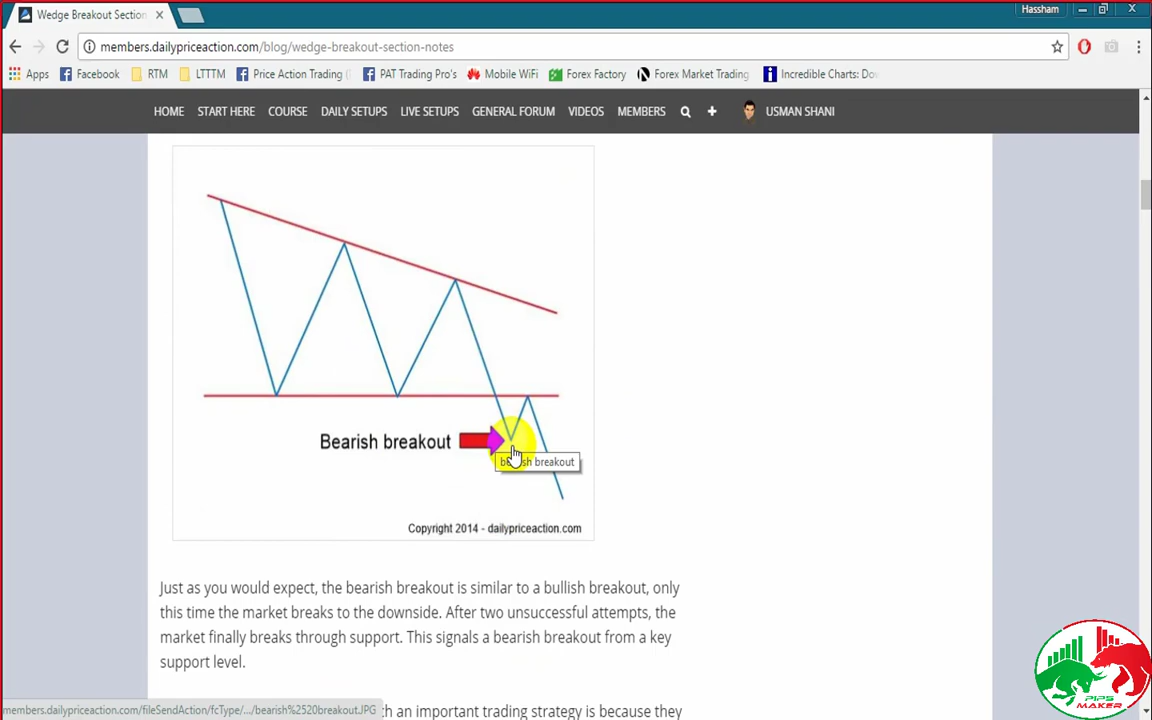 Hassham
Wedge Breakout Section
members.dailypriceaction.com/blog/wedge-breakout-section-notes
Apps Facebook RTM LTTTM Price Action Trading ( PAT Trading Pro's Mobile WiFi Forex Factory Forex Market Trading Incredible Charts: Do
HOME START HERE COURSE DAILY SETUPS LIVE SETUPS GENERAL FORUM VIDEOS MEMBERS USMAN SHANI
Bearish breakout
breakout
Copyright 2014 - dailypriceaction.com
Just as you would expect, the bearish breakout is similar to a bullish breakout, only
this time the market breaks to the downside. After two unsuccessful attempts, the
market finally breaks through support. This signals a bearish breakout from a key
support level.
members.dailypriceaction.com/fileSendAction/fcType/.../bearish%2520breakout.JPG
an important trading strategy is because they
PIPS
MAKER